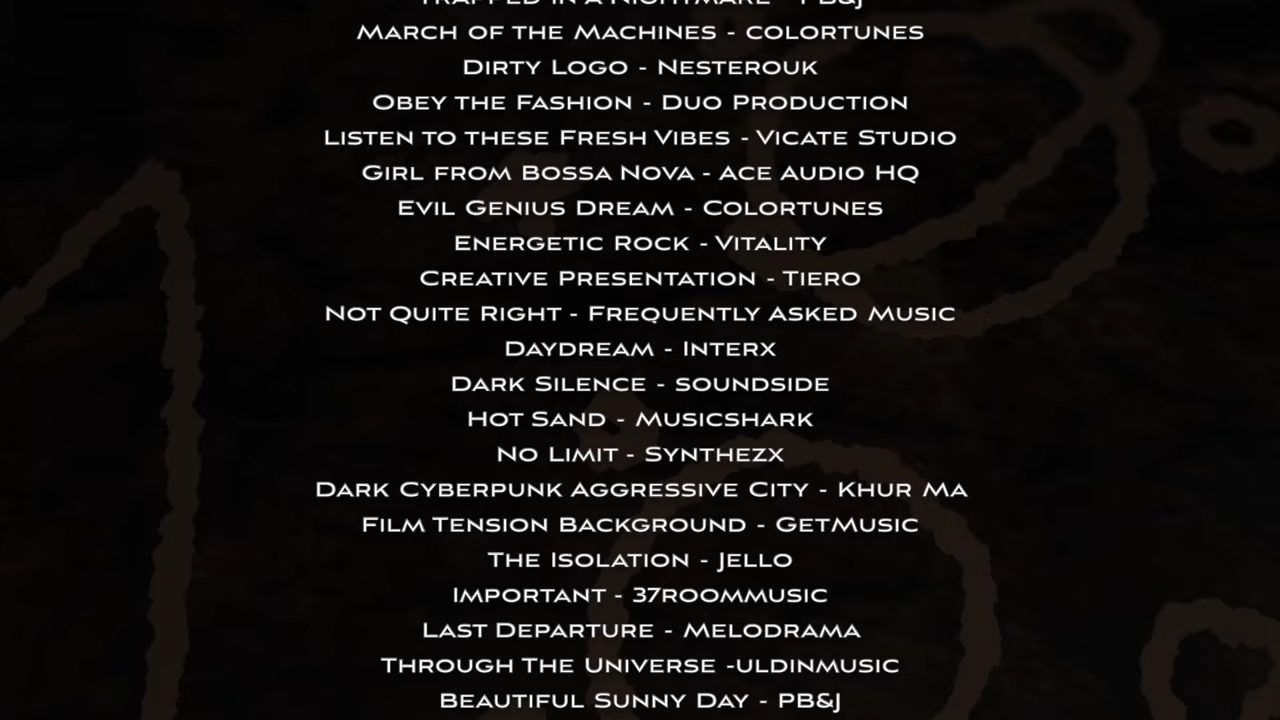 Trapped in a Nightmare - PB&J
March of the Machines - colortunes
Dirty Logo - Nesterouk
Obey the Fashion - Duo Production
Listen to these Fresh Vibes - Vicate Studio
Girl from Bossa Nova - Ace Audio HQ
Evil Genius Dream - Colortunes
Energetic Rock - Vitality
Creative Presentation - Tiero
Not Quite Right - Frequently Asked Music
Daydream - Interx
Dark Silence - soundside
Hot Sand - Musicshark
No Limit - Synthezx
Dark Cyberpunk Aggressive City - Khur Ma
Film Tension Background - GetMusic
The Isolation - Jello
Important - 37roommusic
Last Departure - Melodrama
Through The Universe -uldinmusic
Beautiful Sunny Day - PB&J